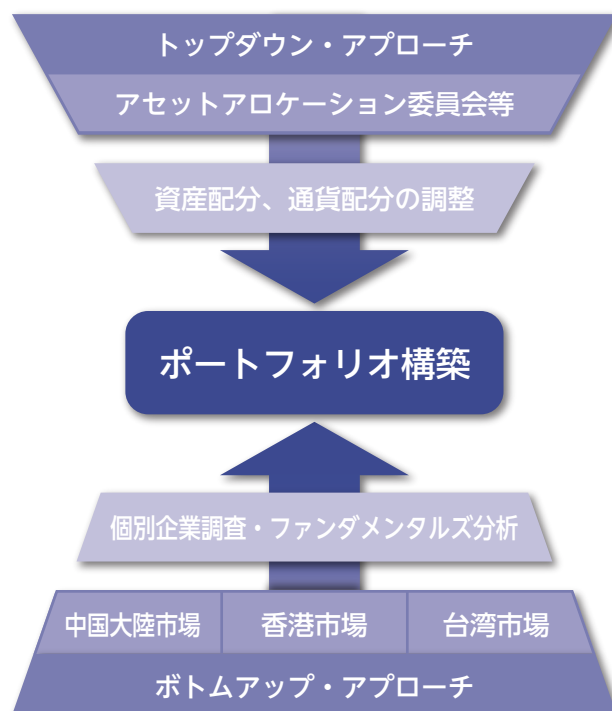 トップダウン・アプローチ
アセットアロケーション委員会等
資産配分、通貨配分の調整
ポートフォリオ構築
個別企業調査・ファンダメンタルズ分析
中国大陸市場 香港市場 台湾市場
ボトムアップ・アプローチ